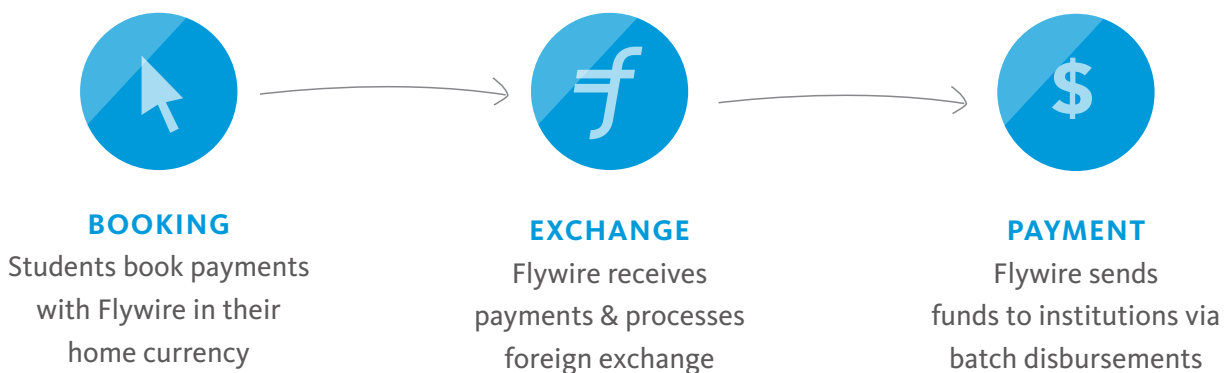 $
BOOKING
Students book payments
with Flywire in their
home currency
EXCHANGE
Flywire receives
payments & processes
foreign exchange
PAYMENT
Flywire sends
funds to institutions via
batch disbursements